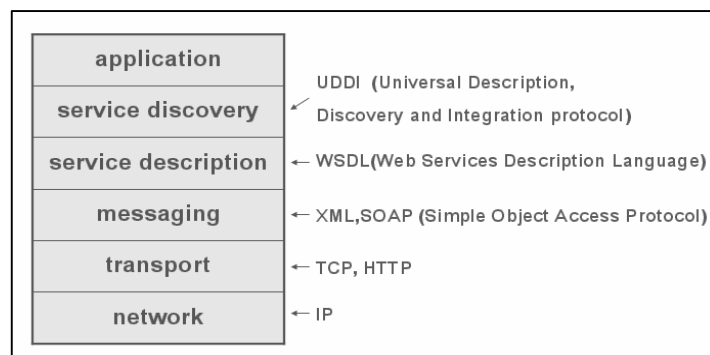 application
service discovery
UDDI (Universal Description,
Discovery and Integration protocol)
service description
WSDL(Web Services Description Language)
messaging
XML,SOAP (Simple Object Access Protocol)
transport
TCP, HTTP
network
IP